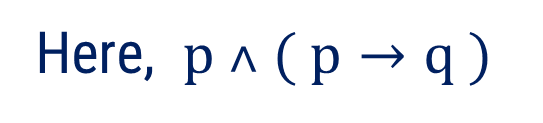 Here, p ∧ ( p → q )